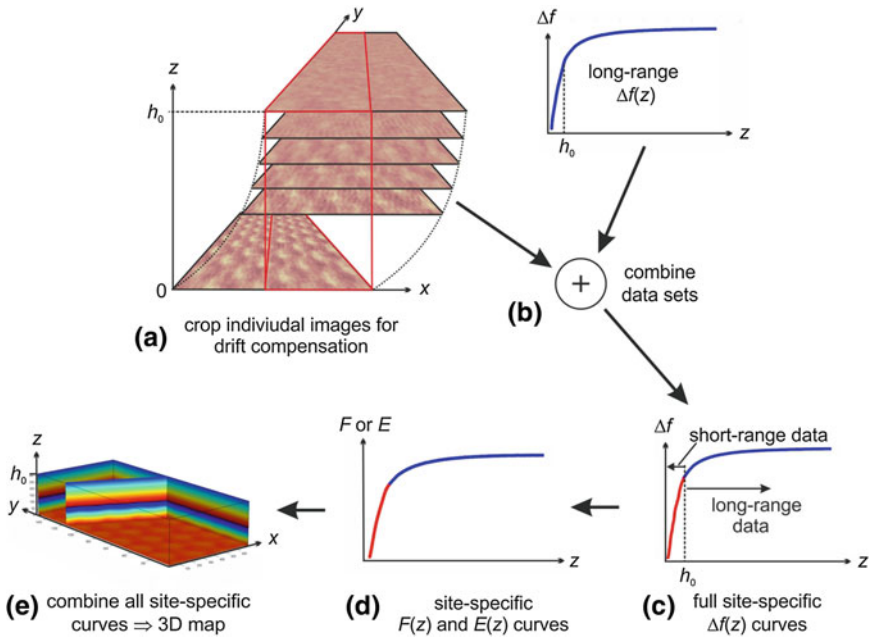 y
z
h₀
0
x
(a) crop indiviudal images for
drift compensation
Δf
long-range
Δf(z)
h₀
z
+
(b)
combine
data sets
Δf
short-range data
long-range
data
h₀
z
(c) full site-specific
Δf(z) curves
F or E
z
(d) site-specific
F(z) and E(z) curves
z
h₀
y
x
(e) combine all site-specific
curves ⇒ 3D map